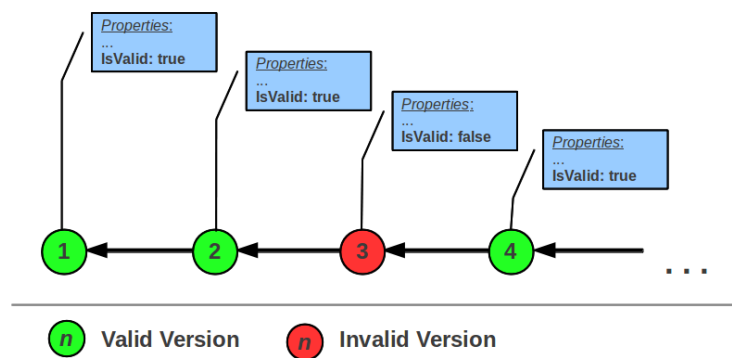 Properties:
...
IsValid: true
Properties:
...
IsValid: true
Properties:
...
IsValid: false
Properties:
...
IsValid: true
1 2 3 4 ...
n Valid Version n Invalid Version